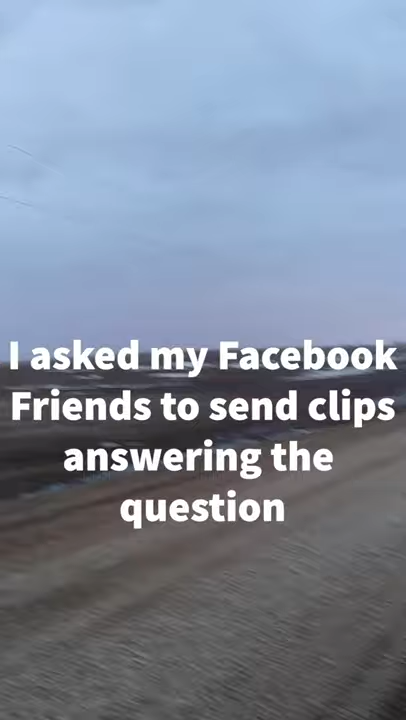 I asked my Facebook
Friends to send clips
answering the
question